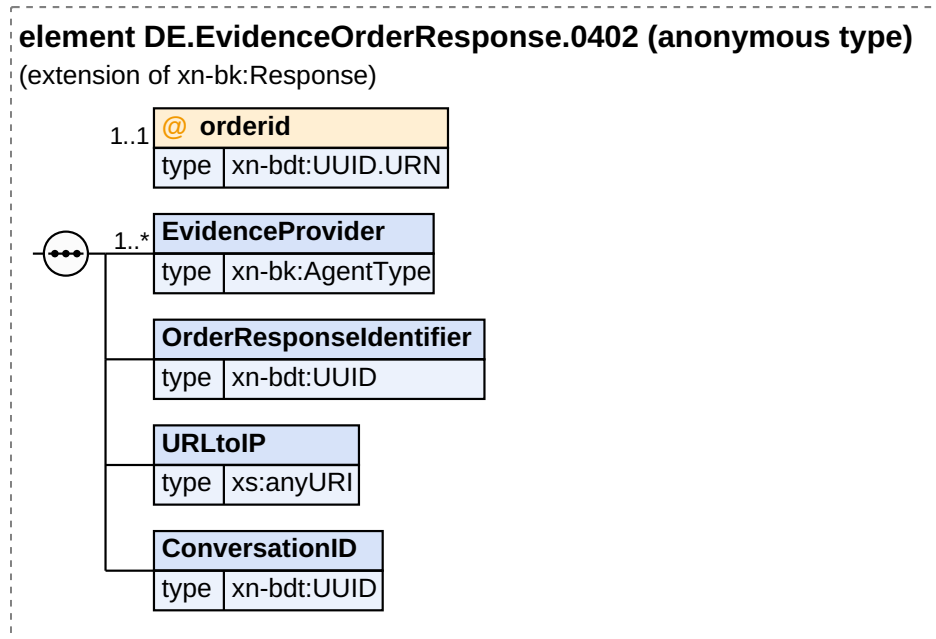 element DE.EvidenceOrderResponse.0402 (anonymous type)
(extension of xn-bk:Response)
1..1 @ orderid
type xn-bdt:UUID.URN
1..* EvidenceProvider
type xn-bk:AgentType
OrderResponseIdentifier
type xn-bdt:UUID
URLtoIP
type xs:anyURI
ConversationID
type xn-bdt:UUID